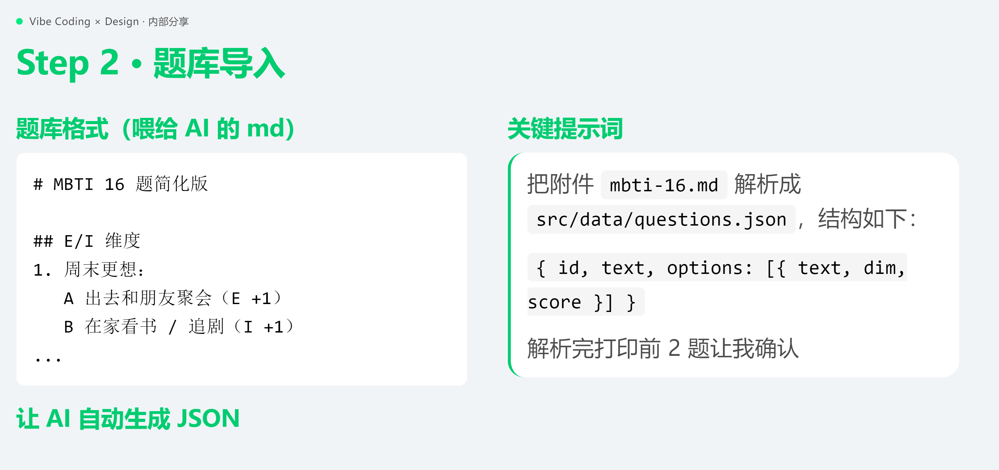 Vibe Coding × Design · 内部分享
Step 2 · 题库导入
题库格式（喂给 AI 的 md）
# MBTI 16 题简化版
## E/I 维度
1. 周末更想：
A 出去和朋友聚会（E +1）
B 在家看书 / 追剧（I +1）
...
让 AI 自动生成 JSON
关键提示词
把附件 mbti-16.md 解析成
src/data/questions.json，结构如下：
{ id, text, options: [{ text, dim,
score }] }
解析完打印前 2 题让我确认